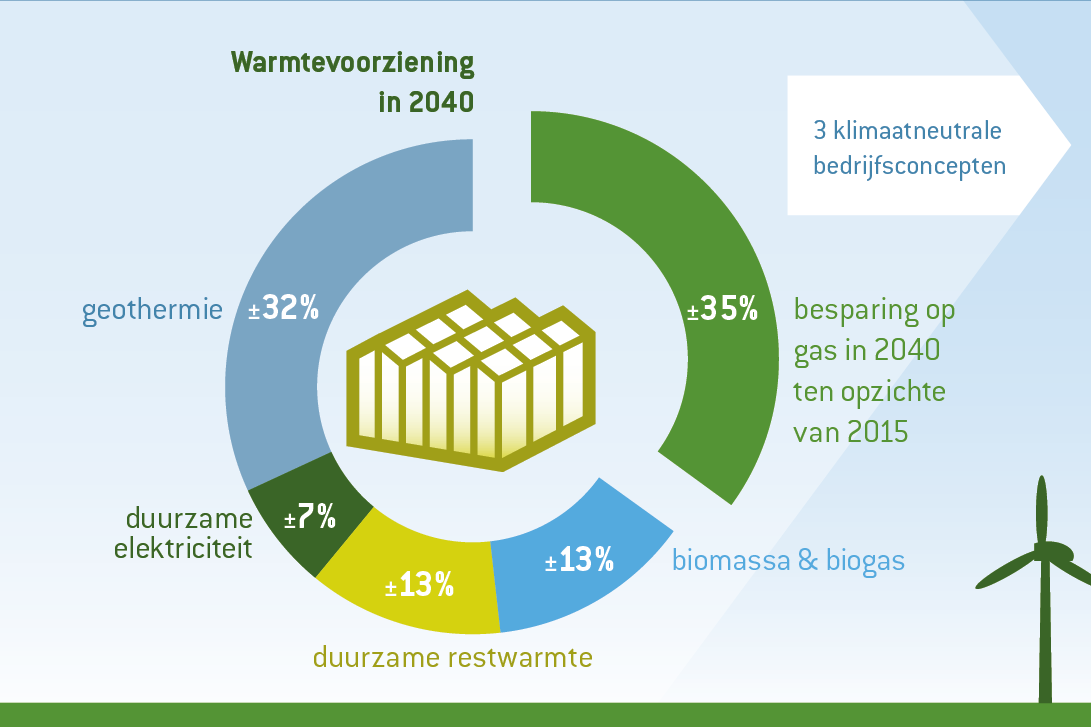 Warmtevoorziening
in 2040
3 klimaatneutrale
bedrijfsconcepten
geothermie
±32%
±35%
besparing op
gas in 2040
ten opzichte
van 2015
duurzame
elektriciteit
±7%
±13%
±13%
biomassa & biogas
duurzame restwarmte